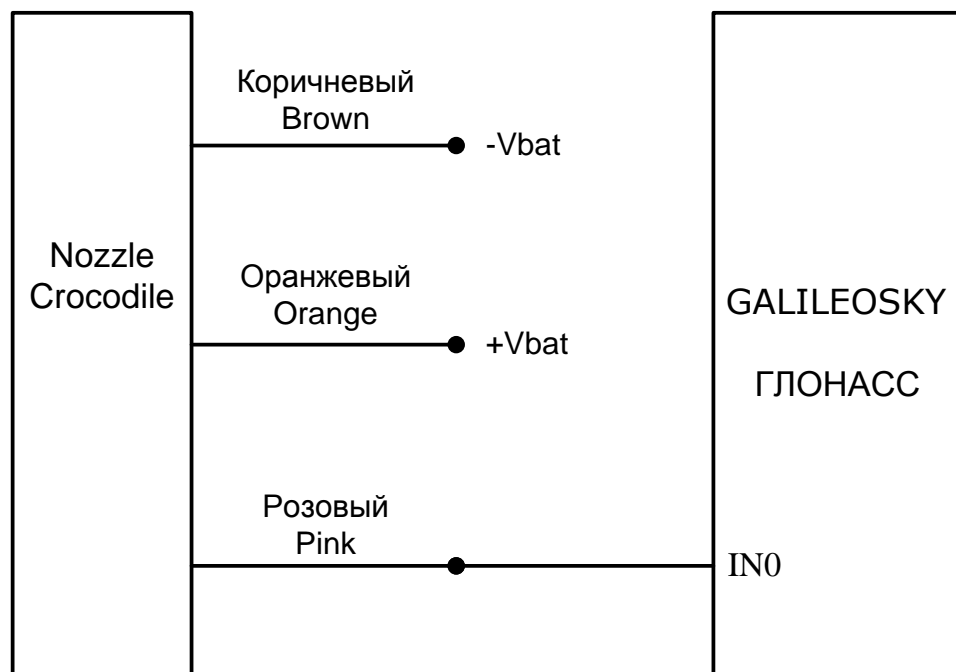 Коричневый
Brown
-Vbat
Nozzle
Crocodile
Оранжевый
Orange
+Vbat
GALILEOSKY
ГЛОНАСС
Розовый
Pink
IN0